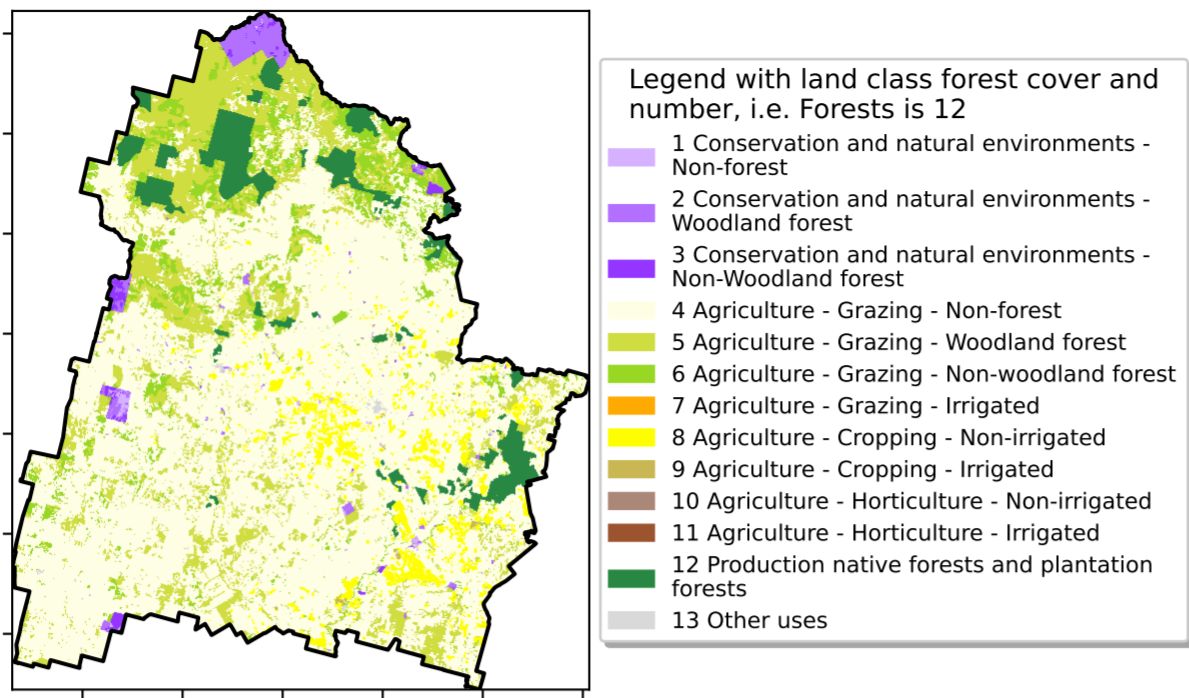 Legend with land class forest cover and
number, i.e. Forests is 12
1 Conservation and natural environments -
Non-forest
2 Conservation and natural environments -
Woodland forest
3 Conservation and natural environments -
Non-Woodland forest
4 Agriculture - Grazing - Non-forest
5 Agriculture - Grazing - Woodland forest
6 Agriculture - Grazing - Non-woodland forest
7 Agriculture - Grazing - Irrigated
8 Agriculture - Cropping - Non-irrigated
9 Agriculture - Cropping - Irrigated
10 Agriculture - Horticulture - Non-irrigated
11 Agriculture - Horticulture - Irrigated
12 Production native forests and plantation
forests
13 Other uses